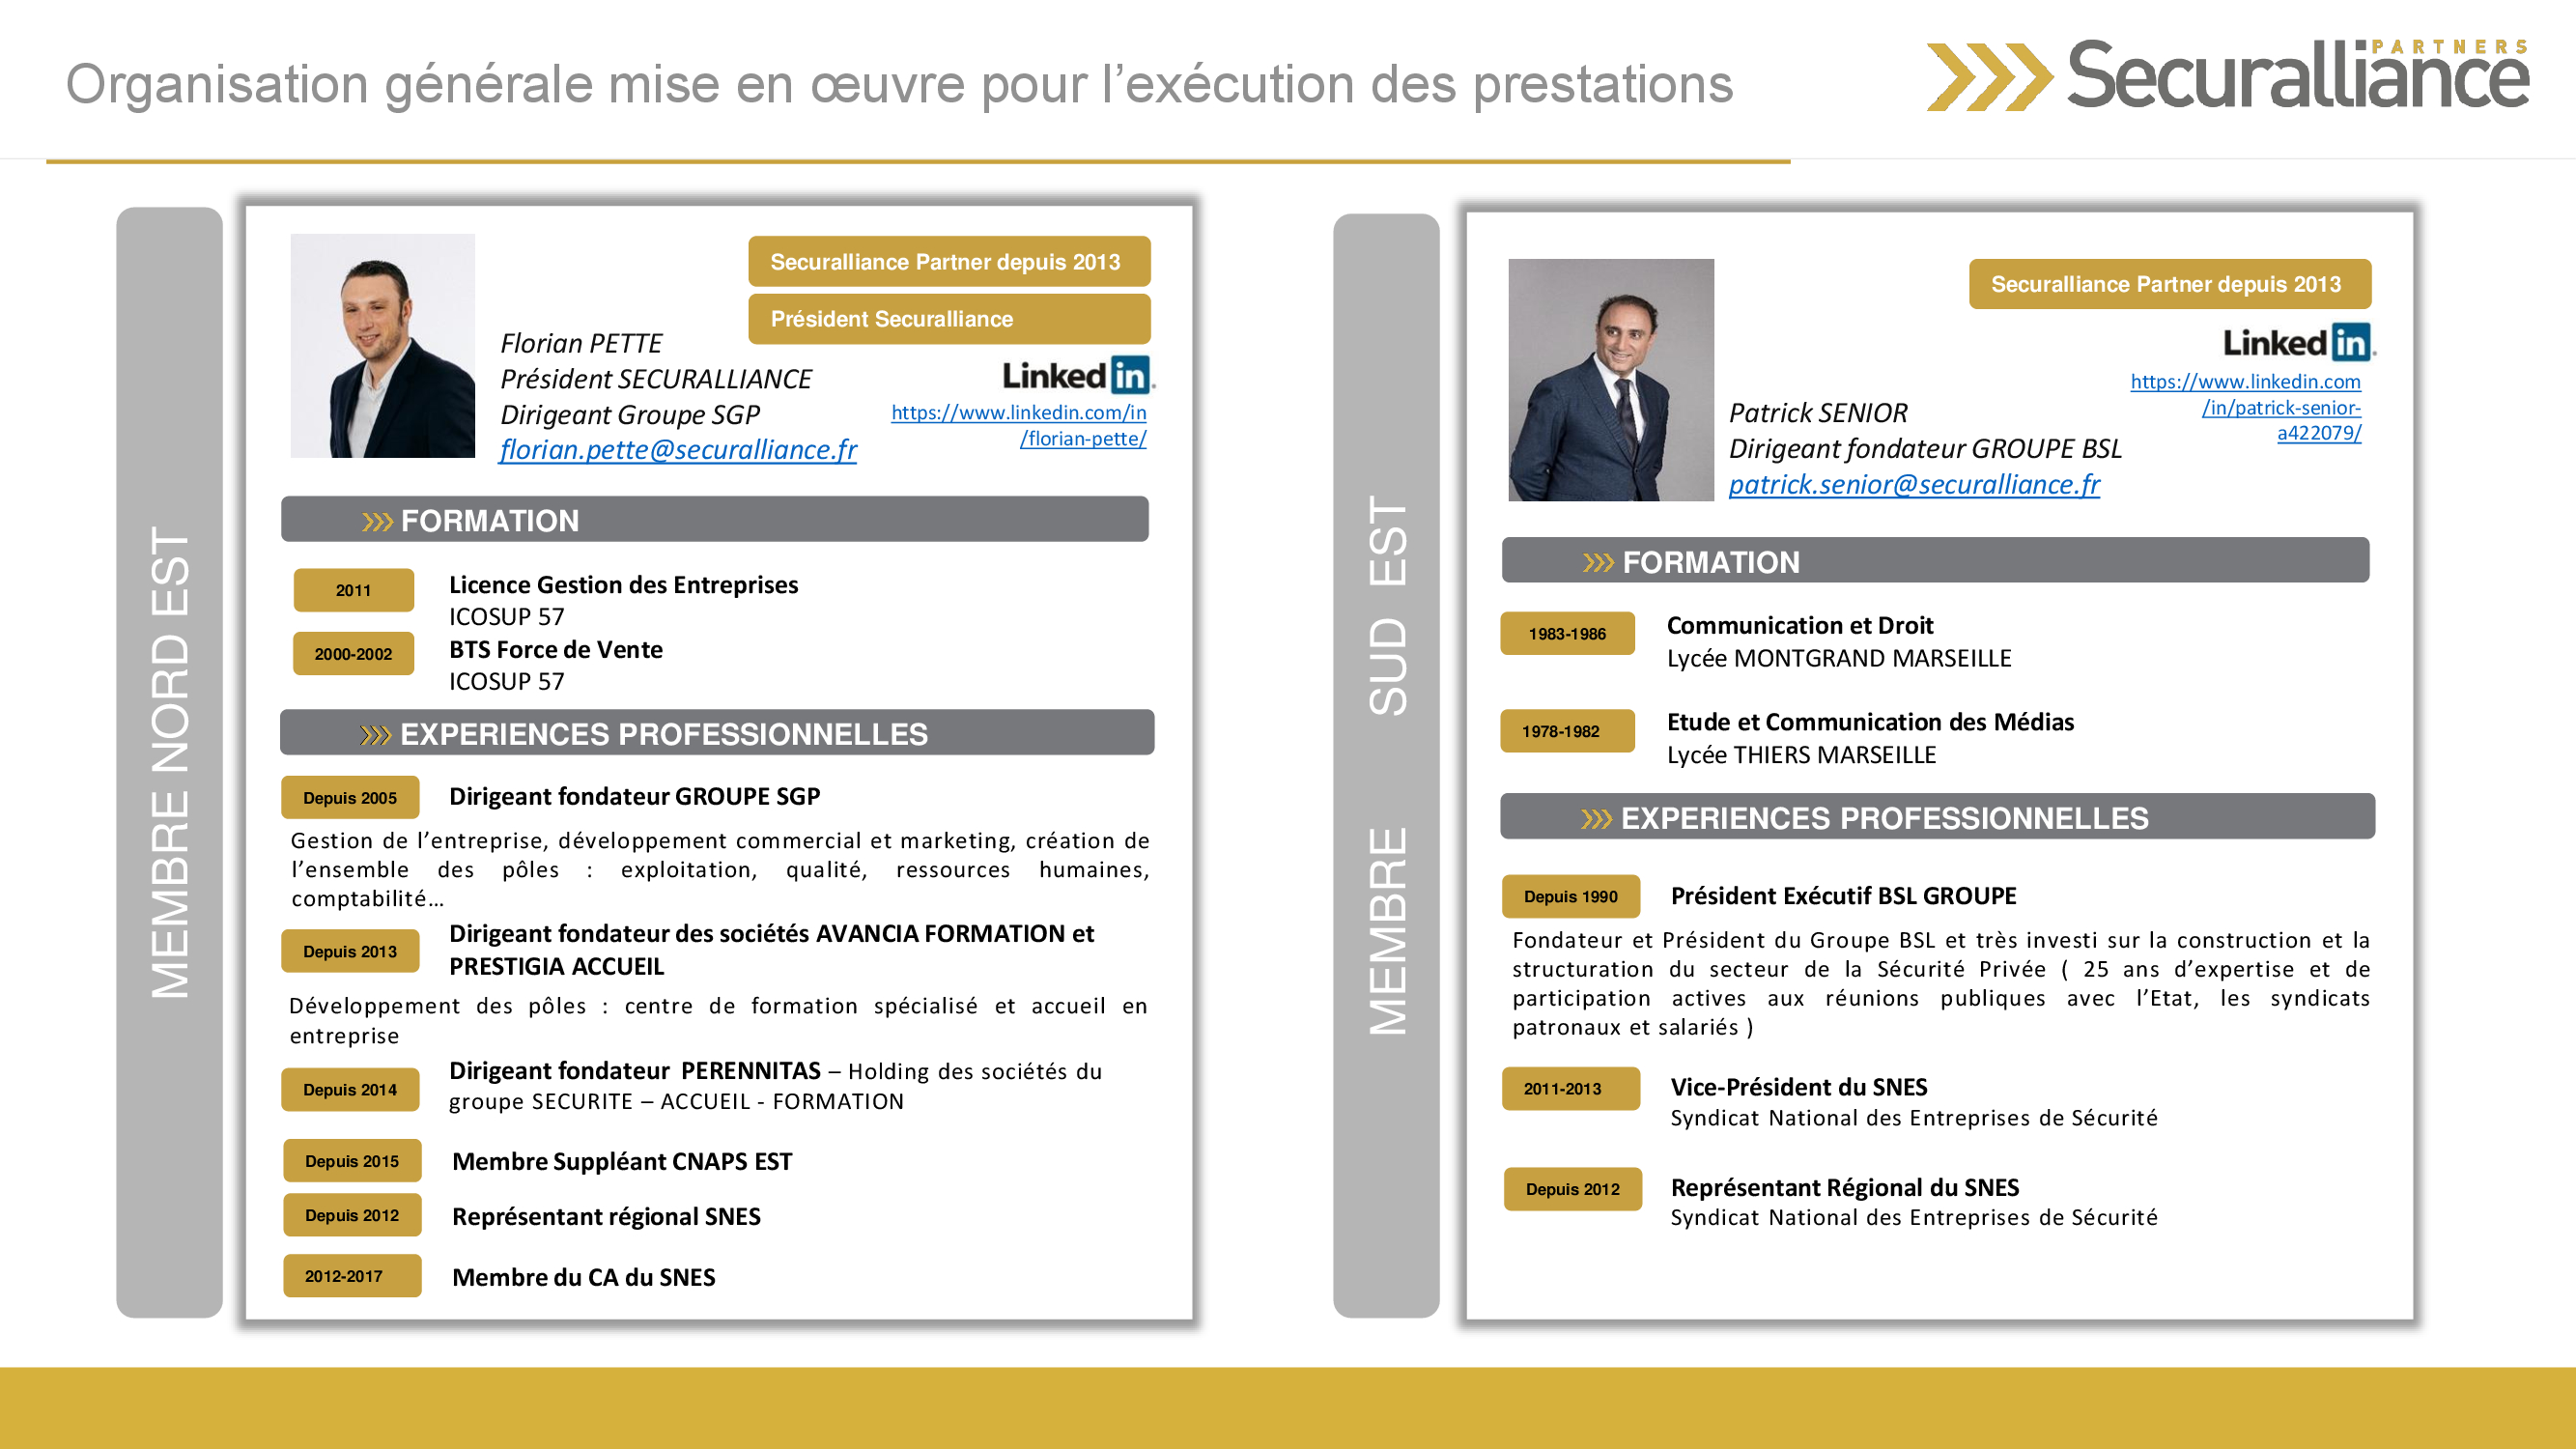 Organisation générale mise en œuvre pour l’exécution des prestations
PARTNERS
Securalliance
MEMBRE NORD EST
Securalliance Partner depuis 2013
Président Securalliance
Florian PETTE
Président SECURALLIANCE
Dirigeant Groupe SGP
florian.pette@securalliance.fr
Linked in
https://www.linkedin.com/in
/florian-pette/
FORMATION
2011
Licence Gestion des Entreprises
ICOSUP 57
2000-2002
BTS Force de Vente
ICOSUP 57
EXPERIENCES PROFESSIONNELLES
Depuis 2005
Dirigeant fondateur GROUPE SGP
Gestion de l’entreprise, développement commercial et marketing, création de
l’ensemble des pôles : exploitation, qualité, ressources humaines,
comptabilité…
Depuis 2013
Dirigeant fondateur des sociétés AVANCIA FORMATION et
PRESTIGIA ACCUEIL
Développement des pôles : centre de formation spécialisé et accueil en
entreprise
Depuis 2014
Dirigeant fondateur PERENNITAS – Holding des sociétés du
groupe SECURITE – ACCUEIL - FORMATION
Depuis 2015
Membre Suppléant CNAPS EST
Depuis 2012
Représentant régional SNES
2012-2017
Membre du CA du SNES
MEMBRE SUD EST
Securalliance Partner depuis 2013
Linked in
https://www.linkedin.com
/in/patrick-senior-
a422079/
Patrick SENIOR
Dirigeant fondateur GROUPE BSL
patrick.senior@securalliance.fr
FORMATION
1983-1986
Communication et Droit
Lycée MONTGRAND MARSEILLE
1978-1982
Etude et Communication des Médias
Lycée THIERS MARSEILLE
EXPERIENCES PROFESSIONNELLES
Depuis 1990
Président Exécutif BSL GROUPE
Fondateur et Président du Groupe BSL et très investi sur la construction et la
structuration du secteur de la Sécurité Privée ( 25 ans d’expertise et de
participation actives aux réunions publiques avec l’Etat, les syndicats
patronaux et salariés )
2011-2013
Vice-Président du SNES
Syndicat National des Entreprises de Sécurité
Depuis 2012
Représentant Régional du SNES
Syndicat National des Entreprises de Sécurité